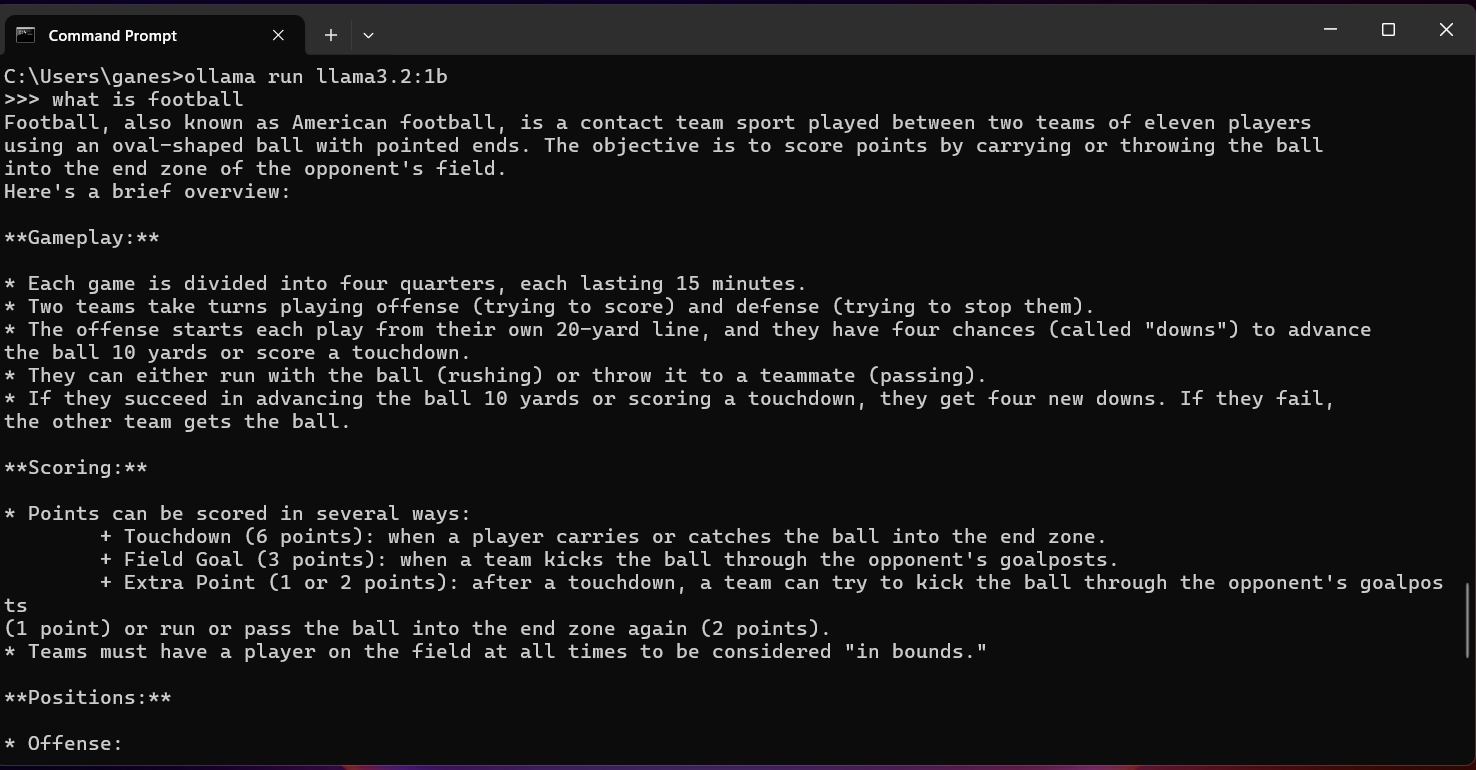 Command Prompt
C:\Users\ganes>ollama run llama3.2:1b
>>> what is football
Football, also known as American football, is a contact team sport played between two teams of eleven players
using an oval-shaped ball with pointed ends. The objective is to score points by carrying or throwing the ball
into the end zone of the opponent's field.
Here's a brief overview:

**Gameplay:**

* Each game is divided into four quarters, each lasting 15 minutes.
* Two teams take turns playing offense (trying to score) and defense (trying to stop them).
* The offense starts each play from their own 20-yard line, and they have four chances (called "downs") to advance
the ball 10 yards or score a touchdown.
* They can either run with the ball (rushing) or throw it to a teammate (passing).
* If they succeed in advancing the ball 10 yards or scoring a touchdown, they get four new downs. If they fail,
the other team gets the ball.

**Scoring:**

* Points can be scored in several ways:
        + Touchdown (6 points): when a player carries or catches the ball into the end zone.
        + Field Goal (3 points): when a team kicks the ball through the opponent's goalposts.
        + Extra Point (1 or 2 points): after a touchdown, a team can try to kick the ball through the opponent's goalpos
ts
(1 point) or run or pass the ball into the end zone again (2 points).
* Teams must have a player on the field at all times to be considered "in bounds."

**Positions:**

* Offense: